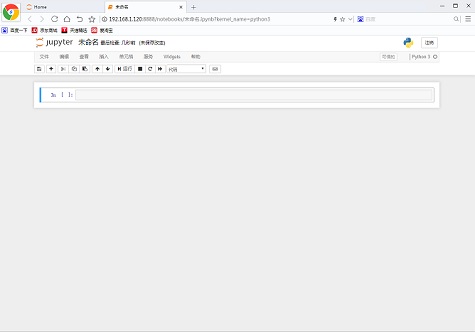 Home
未命名
192.168.1.120:8888/notebooks/未命名.ipynb?kernel_name=python3
百度
百度一下 京东商城 天猫精选 爱淘宝
jupyter 未命名 最后检查: 几秒前 (未保存改变)
注销
文件 编辑 查看 插入 单元格 服务 Widgets 帮助
可信的 Python 3
运行 代码
[ ]: